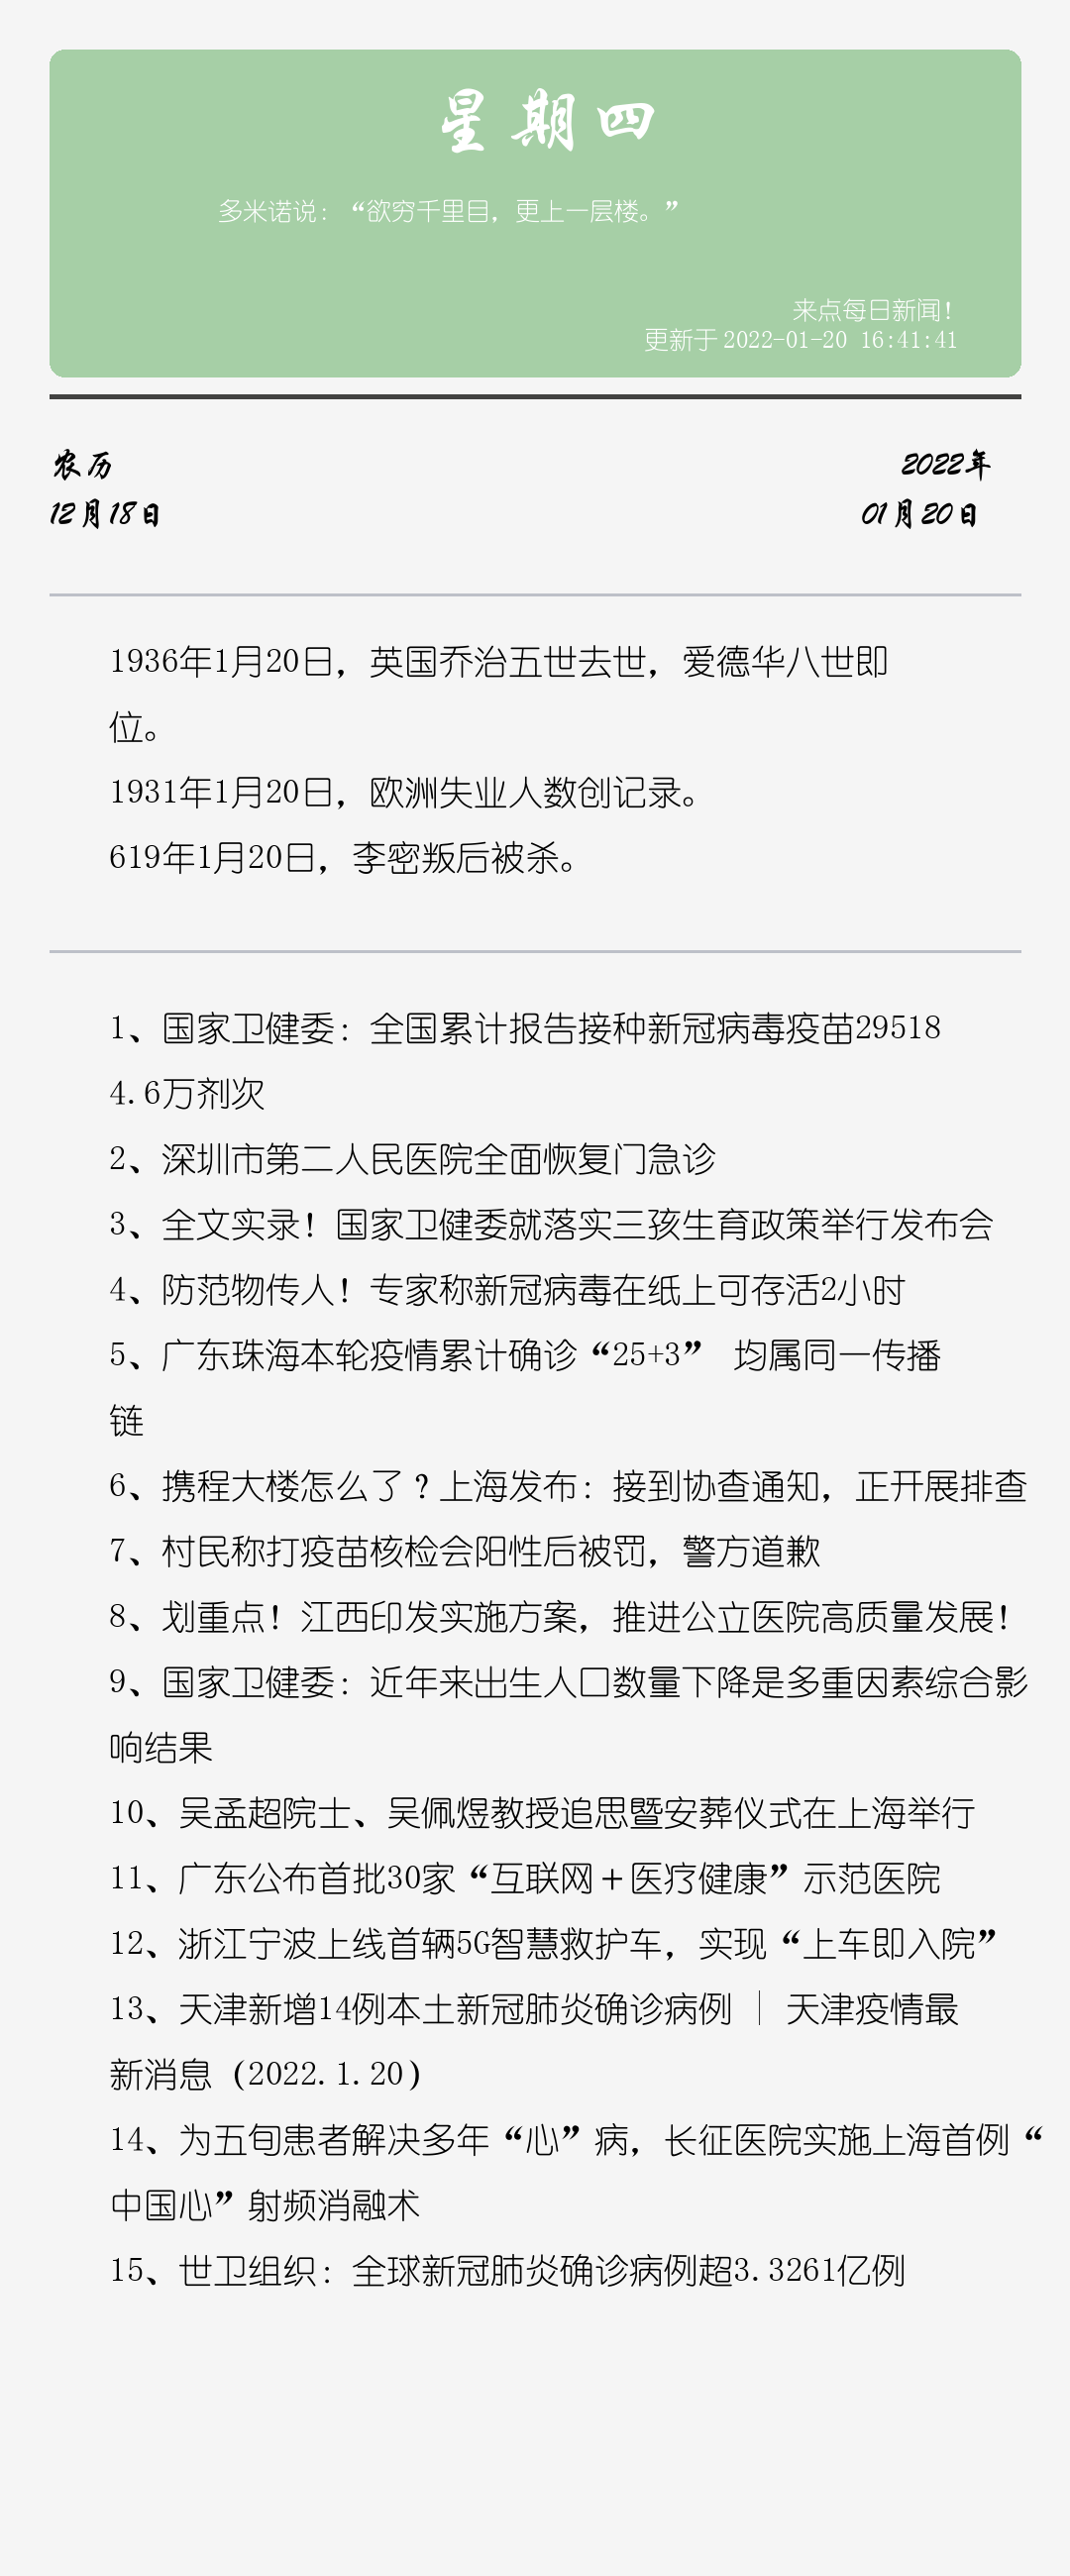 星期四
多米诺说：“欲穷千里目，更上一层楼。”
来点每日新闻！
更新于 2022-01-20 16:41:41
农历
2022年
12月18日
01月20日
1936年1月20日，英国乔治五世去世，爱德华八世即
位。
1931年1月20日，欧洲失业人数创记录。
619年1月20日，李密叛后被杀。
1、国家卫健委：全国累计报告接种新冠病毒疫苗29518
4.6万剂次
2、深圳市第二人民医院全面恢复门急诊
3、全文实录！国家卫健委就落实三孩生育政策举行发布会
4、防范物传人！专家称新冠病毒在纸上可存活2小时
5、广东珠海本轮疫情累计确诊“25+3” 均属同一传播
链
6、携程大楼怎么了？上海发布：接到协查通知，正开展排查
7、村民称打疫苗核检会阳性后被罚，警方道歉
8、划重点！江西印发实施方案，推进公立医院高质量发展！
9、国家卫健委：近年来出生人口数量下降是多重因素综合影
响结果
10、吴孟超院士、吴佩煜教授追思暨安葬仪式在上海举行
11、广东公布首批30家“互联网＋医疗健康”示范医院
12、浙江宁波上线首辆5G智慧救护车，实现“上车即入院”
13、天津新增14例本土新冠肺炎确诊病例 ｜ 天津疫情最
新消息（2022.1.20）
14、为五旬患者解决多年“心”病，长征医院实施上海首例“
中国心”射频消融术
15、世卫组织：全球新冠肺炎确诊病例超3.3261亿例